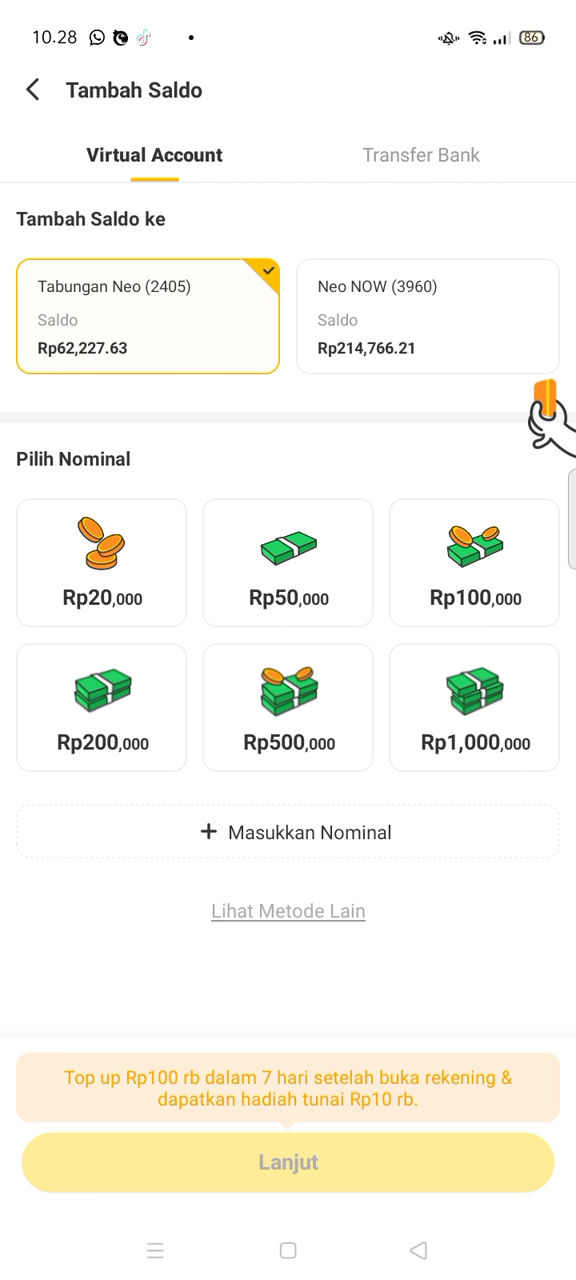 10.28
86
Tambah Saldo
Virtual Account
Transfer Bank
Tambah Saldo ke
Tabungan Neo (2405)
Saldo
Rp62,227.63
Neo NOW (3960)
Saldo
Rp214,766.21
Pilih Nominal
Rp20,000
Rp50,000
Rp100,000
Rp200,000
Rp500,000
Rp1,000,000
+ Masukkan Nominal
Lihat Metode Lain
Top up Rp100 rb dalam 7 hari setelah buka rekening &
dapatkan hadiah tunai Rp10 rb.
Lanjut